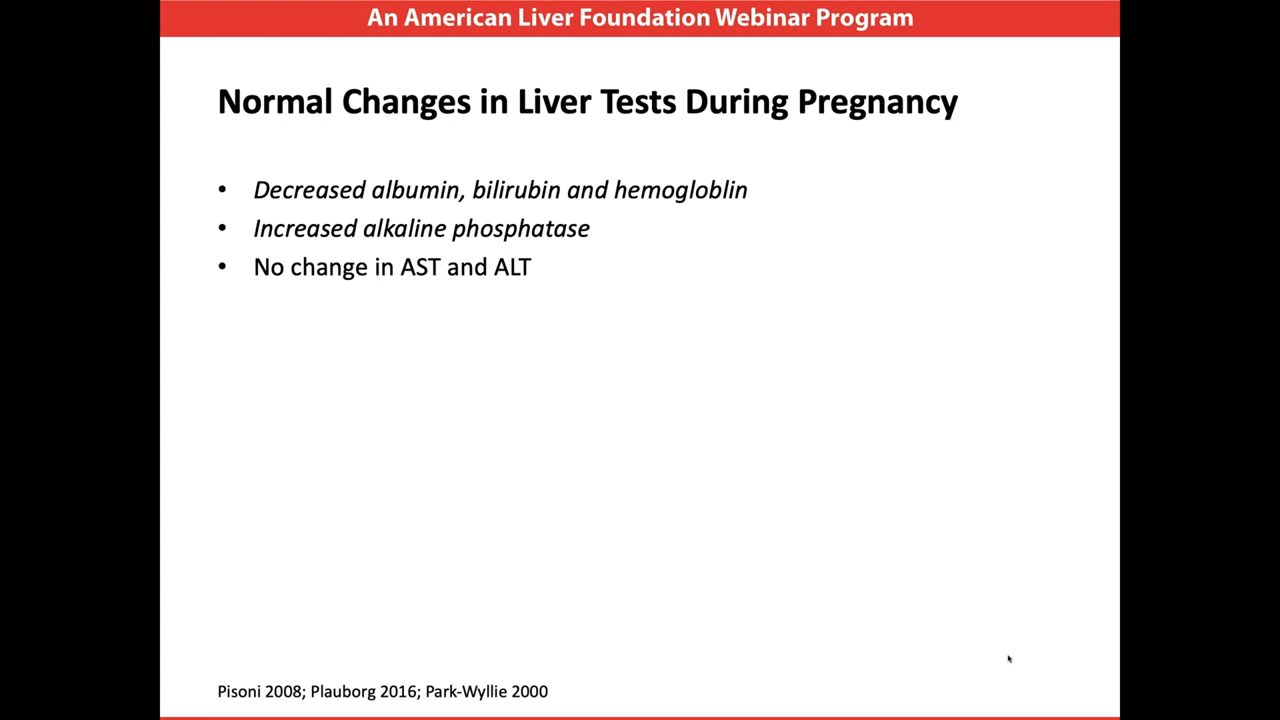 An American Liver Foundation Webinar Program
Normal Changes in Liver Tests During Pregnancy
• Decreased albumin, bilirubin and hemogloblin
• Increased alkaline phosphatase
• No change in AST and ALT
Pisoni 2008; Plauborg 2016; Park-Wyllie 2000